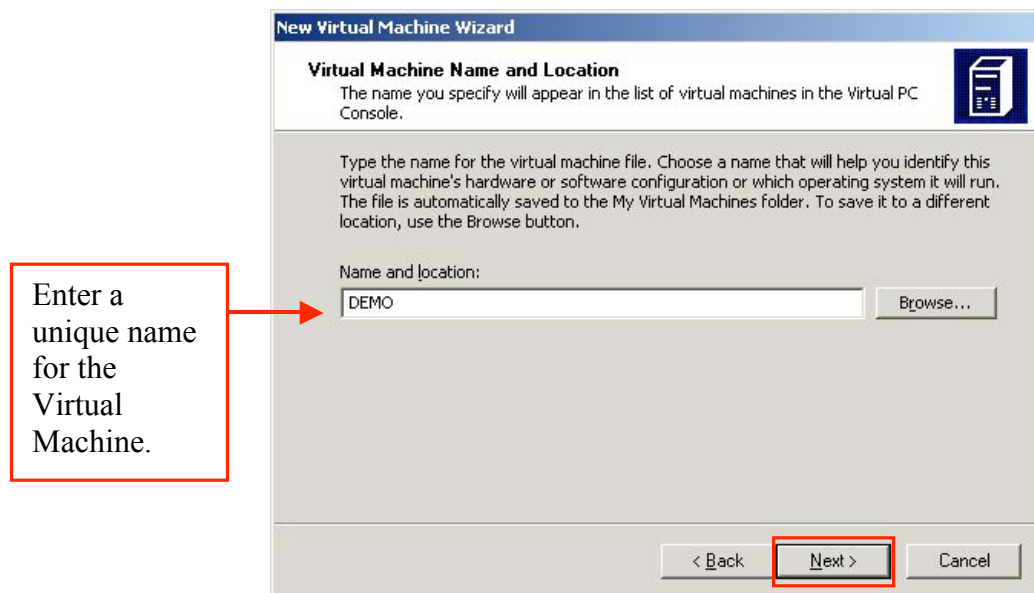 New Virtual Machine Wizard
Virtual Machine Name and Location
The name you specify will appear in the list of virtual machines in the Virtual PC
Console.
Type the name for the virtual machine file. Choose a name that will help you identify this
virtual machine's hardware or software configuration or which operating system it will run.
The file is automatically saved to the My Virtual Machines folder. To save it to a different
location, use the Browse button.
Name and location:
DEMO
Browse...
Enter a
unique name
for the
Virtual
Machine.
< Back
Next >
Cancel